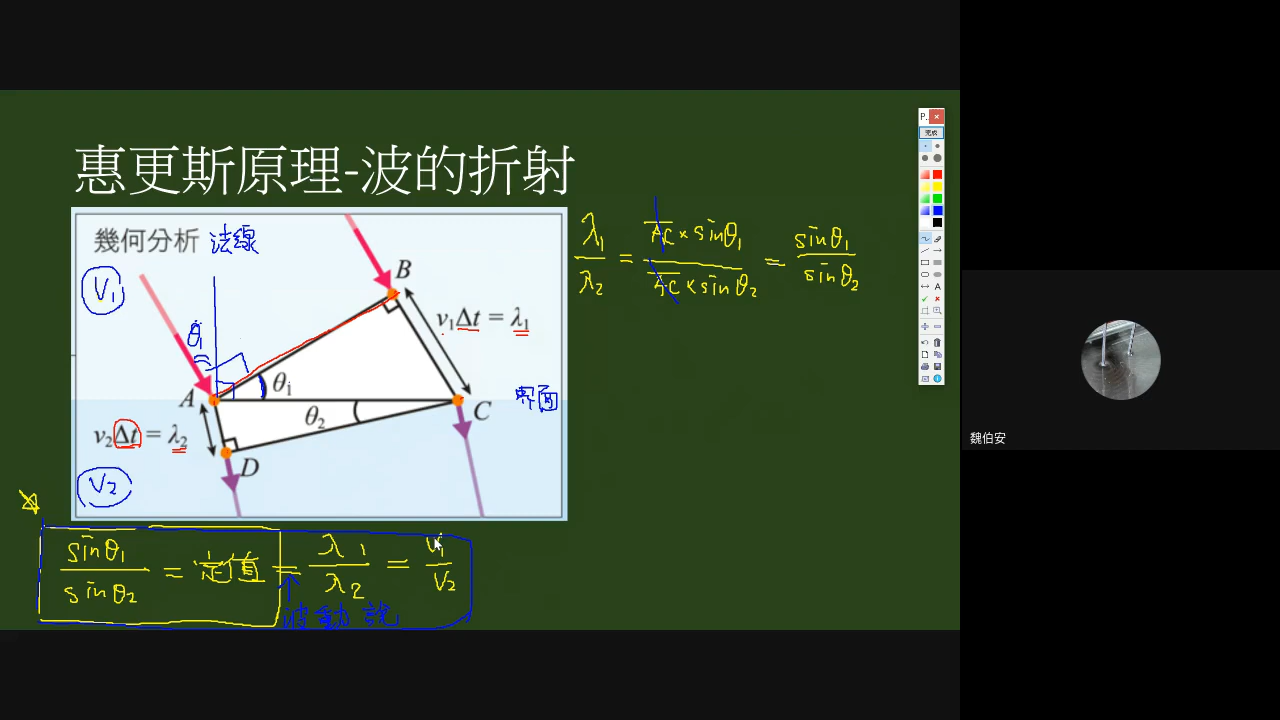 惠更斯原理-波的折射
幾何分析 法線
V₁
B
v₁Δt = λ₁
θ₁
A
θ₁
θ₂
C
界面
v₂Δt = λ₂
D
V₂
λ₁/λ₂ = (AC × sinθ₁)/(AC × sinθ₂) = sinθ₁/sinθ₂
sinθ₁/sinθ₂ = 定值 = λ₁/λ₂ = V₁/V₂
波動說
P..
完成
A
魏伯安